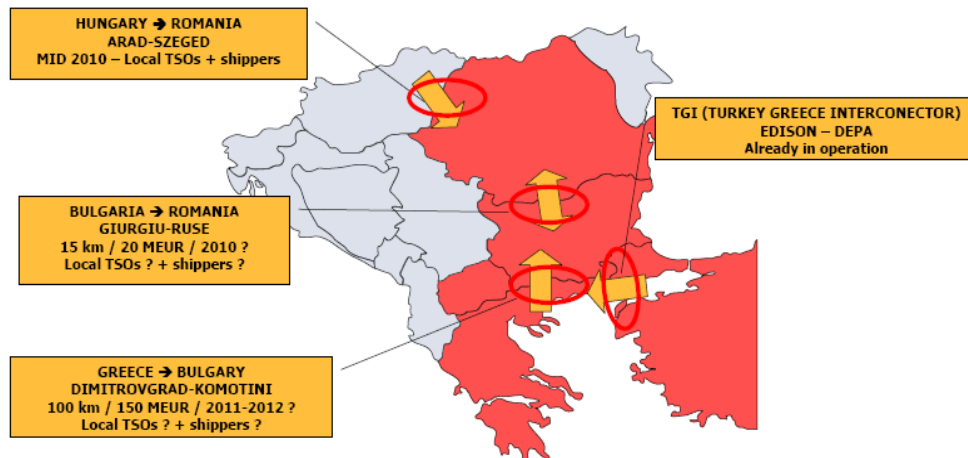 HUNGARY ➔ ROMANIA
ARAD-SZEGED
MID 2010 – Local TSOs + shippers
TGI (TURKEY GREECE INTERCONECTOR)
EDISON – DEPA
Already in operation
BULGARIA ➔ ROMANIA
GIURGIU-RUSE
15 km / 20 MEUR / 2010 ?
Local TSOs ? + shippers ?
GREECE ➔ BULGARY
DIMITROVGRAD-KOMOTINI
100 km / 150 MEUR / 2011-2012 ?
Local TSOs ? + shippers ?